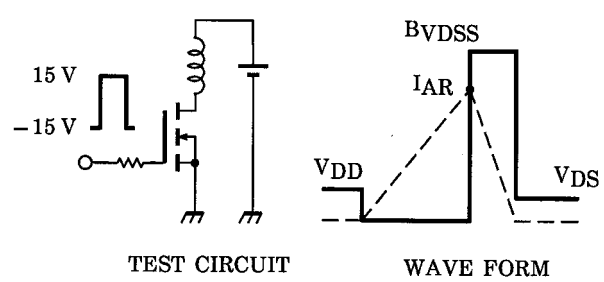 15 V
−15 V
TEST CIRCUIT
BVDSS
IAR
VDD
VDS
WAVE FORM